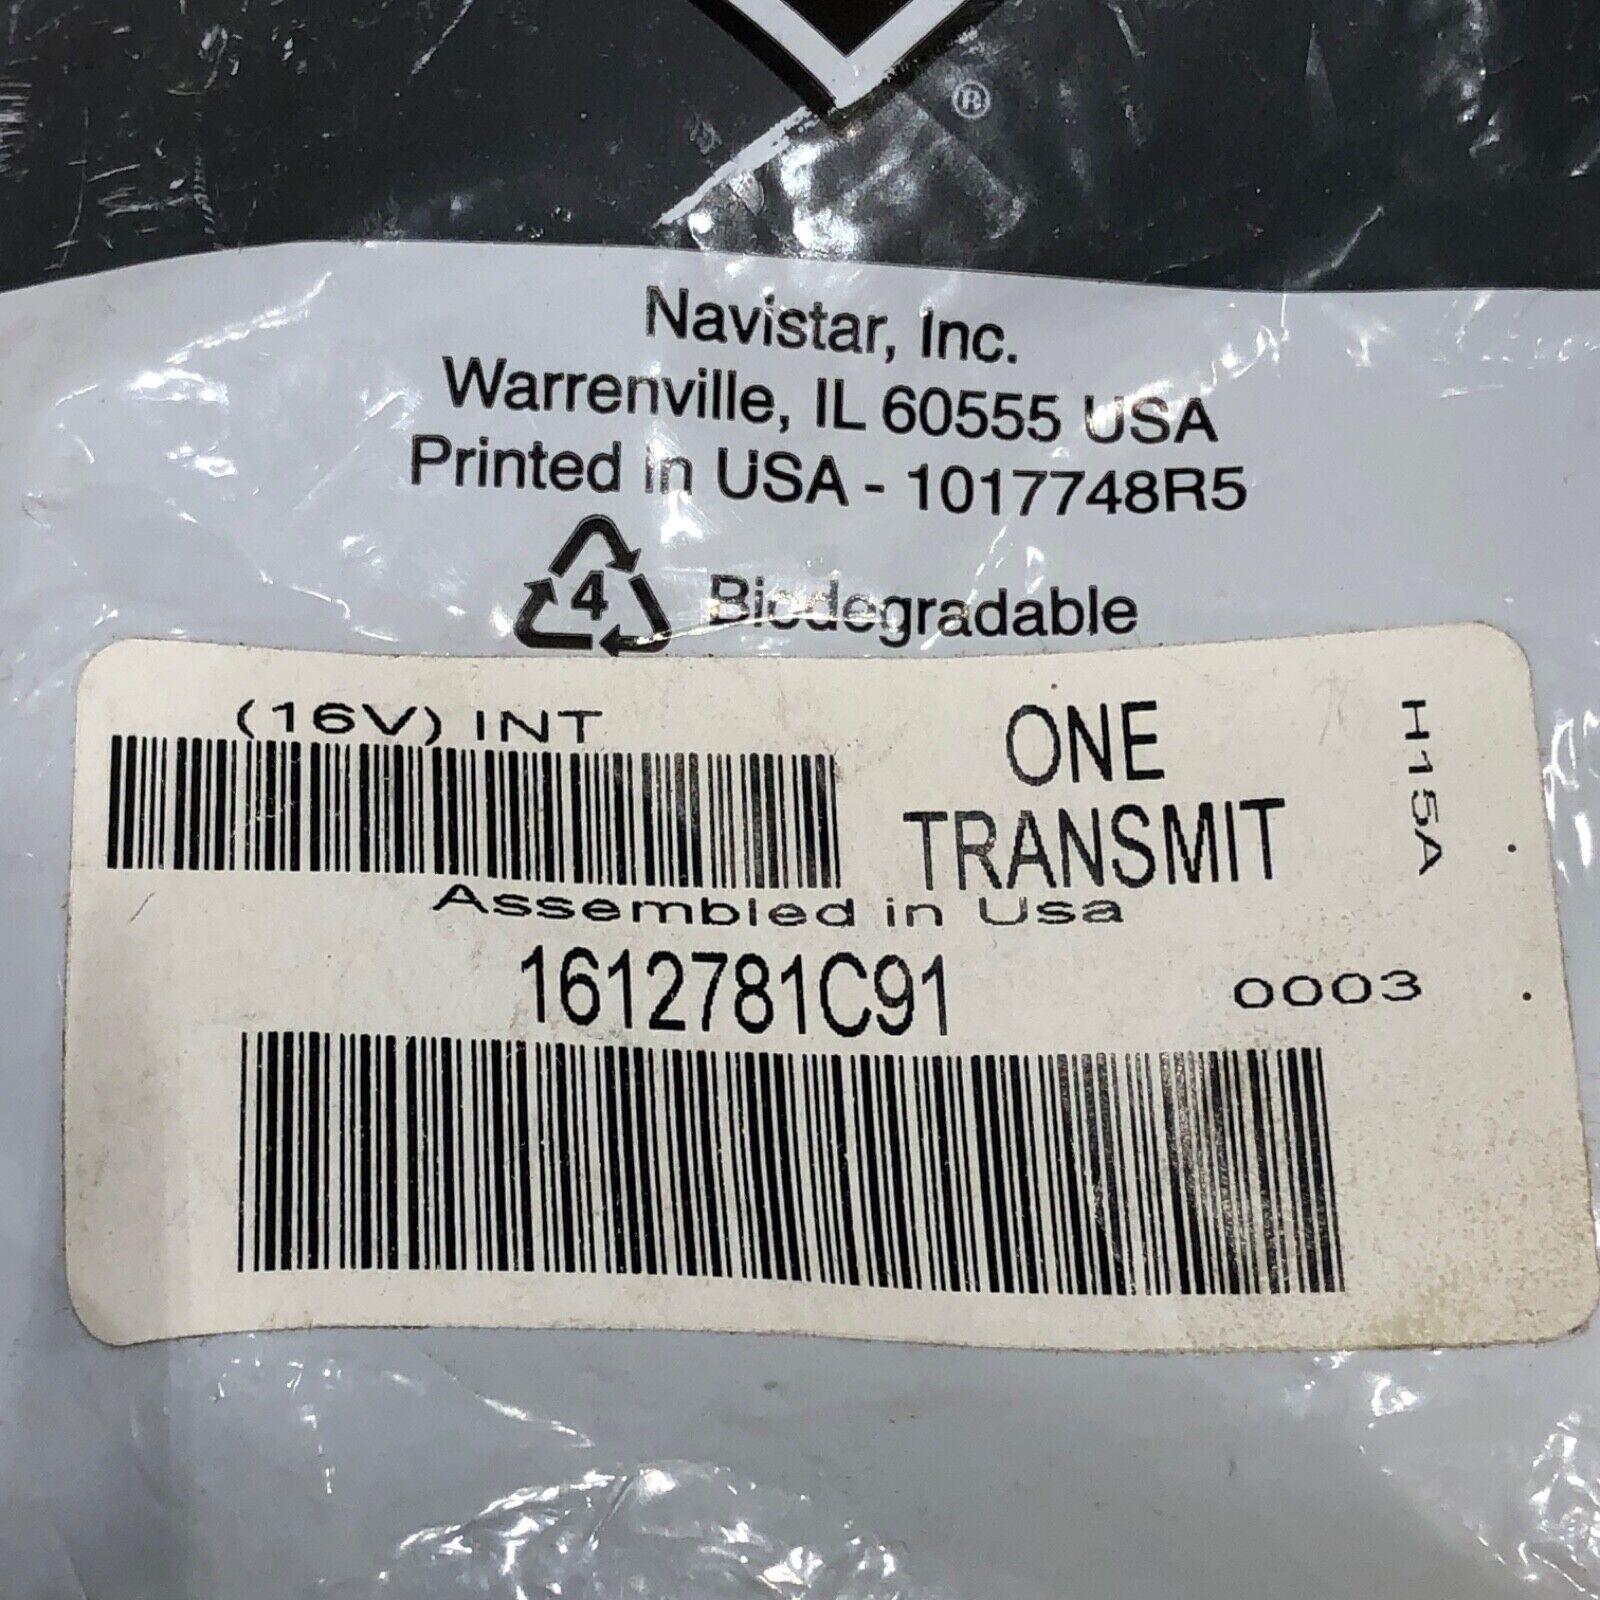 ®
Navistar, Inc.
Warrenville, IL 60555 USA
Printed in USA - 1017748R5
4 Biodegradable
(16V) INT
ONE
TRANSMIT
H15A
Assembled in Usa
1612781C91
0003